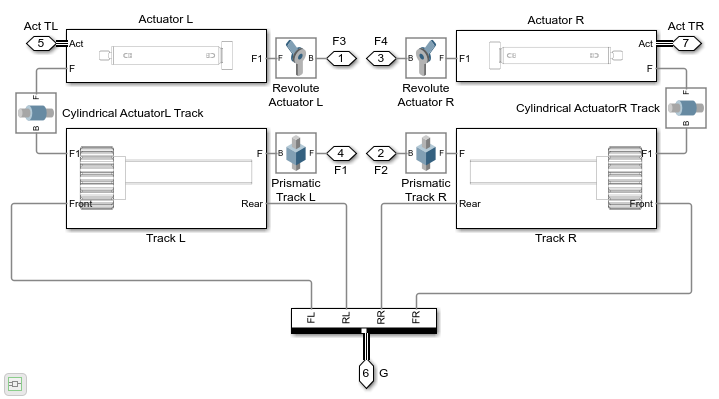 Actuator L
Actuator R
Act TL
F3
F4
Act TR
5
Act
F1
F
B
1
3
B
F
F1
Act
7
F
F
Revolute
Actuator L
Revolute
Actuator R
F
F
B
Cylindrical ActuatorL Track
Cylindrical ActuatorR Track
B
F1
F
B
F
4
2
B
F
F
F1
F1
F2
Prismatic
Track L
Prismatic
Track R
Front
Rear
Rear
Front
Track L
Track R
FL
RL
RR
FR
6
G